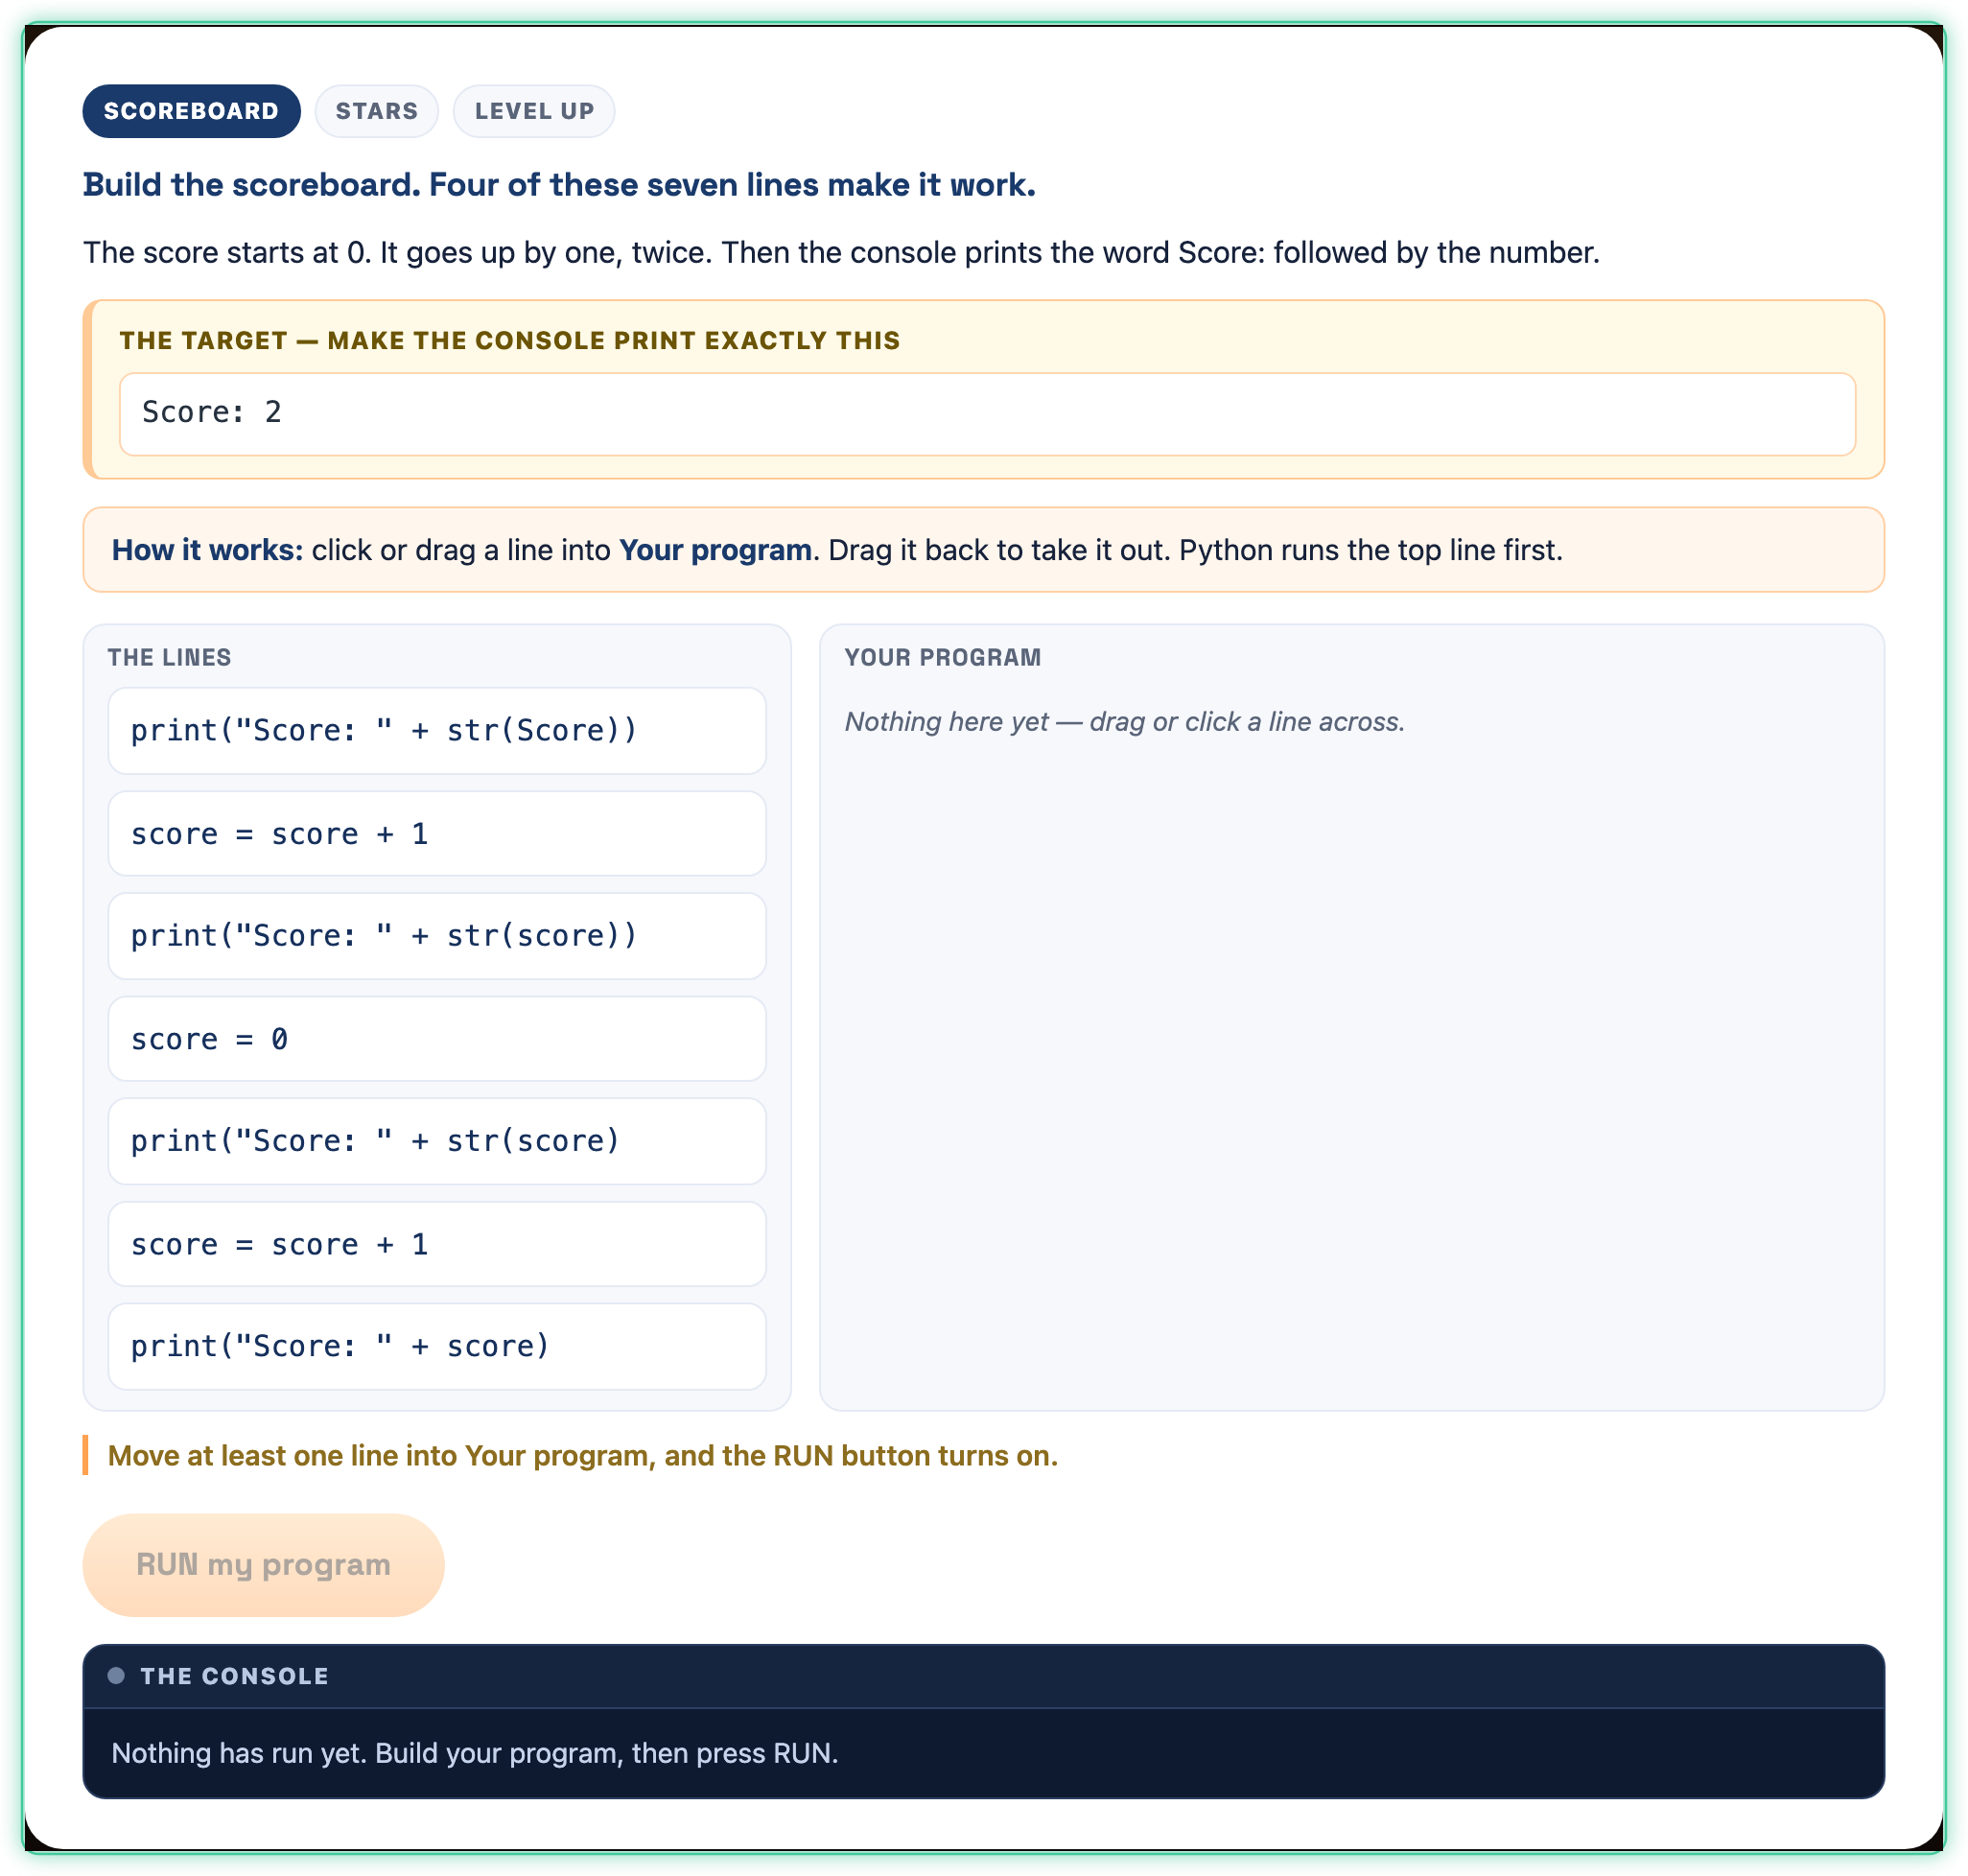 SCOREBOARD STARS LEVEL UP
Build the scoreboard. Four of these seven lines make it work.
The score starts at 0. It goes up by one, twice. Then the console prints the word Score: followed by the number.
THE TARGET — MAKE THE CONSOLE PRINT EXACTLY THIS
Score: 2
How it works: click or drag a line into Your program. Drag it back to take it out. Python runs the top line first.
THE LINES
print("Score: " + str(Score))
score = score + 1
print("Score: " + str(score))
score = 0
print("Score: " + str(score)
score = score + 1
print("Score: " + score)
YOUR PROGRAM
Nothing here yet — drag or click a line across.
Move at least one line into Your program, and the RUN button turns on.
RUN my program
THE CONSOLE
Nothing has run yet. Build your program, then press RUN.